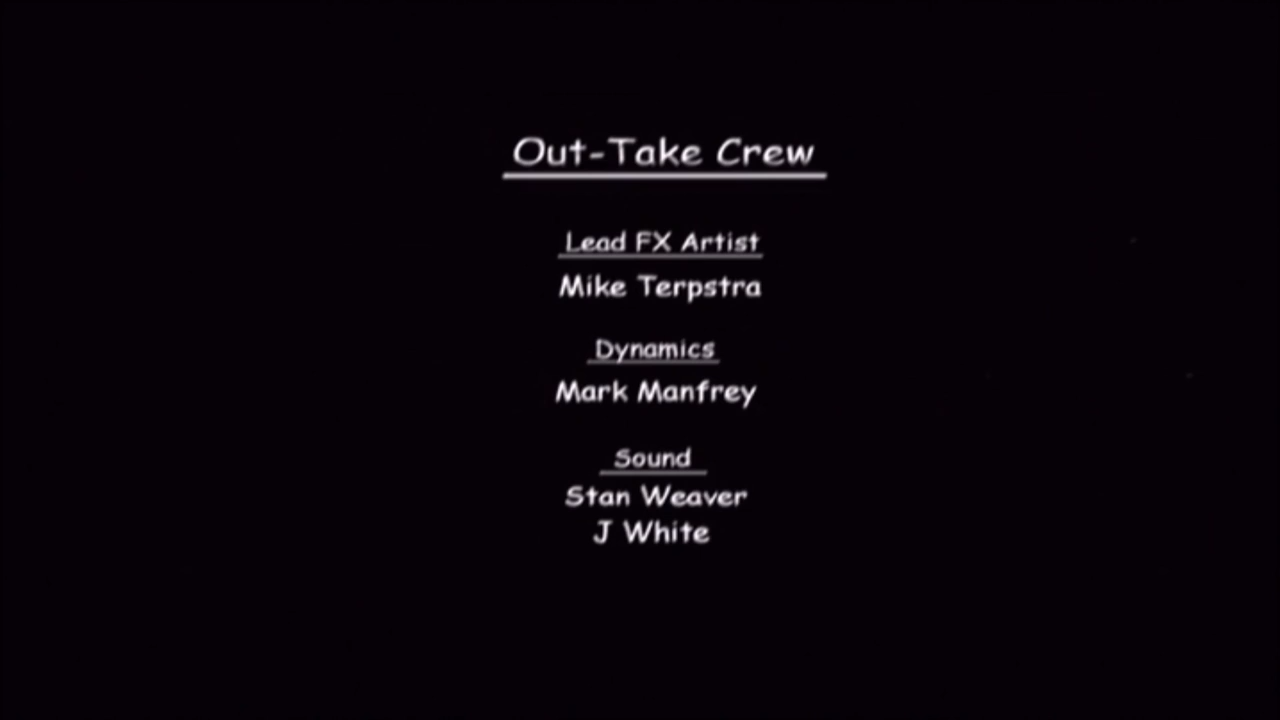 Out-Take Crew
Lead FX Artist
Mike Terpstra
Dynamics
Mark Manfrey
Sound
Stan Weaver
J White